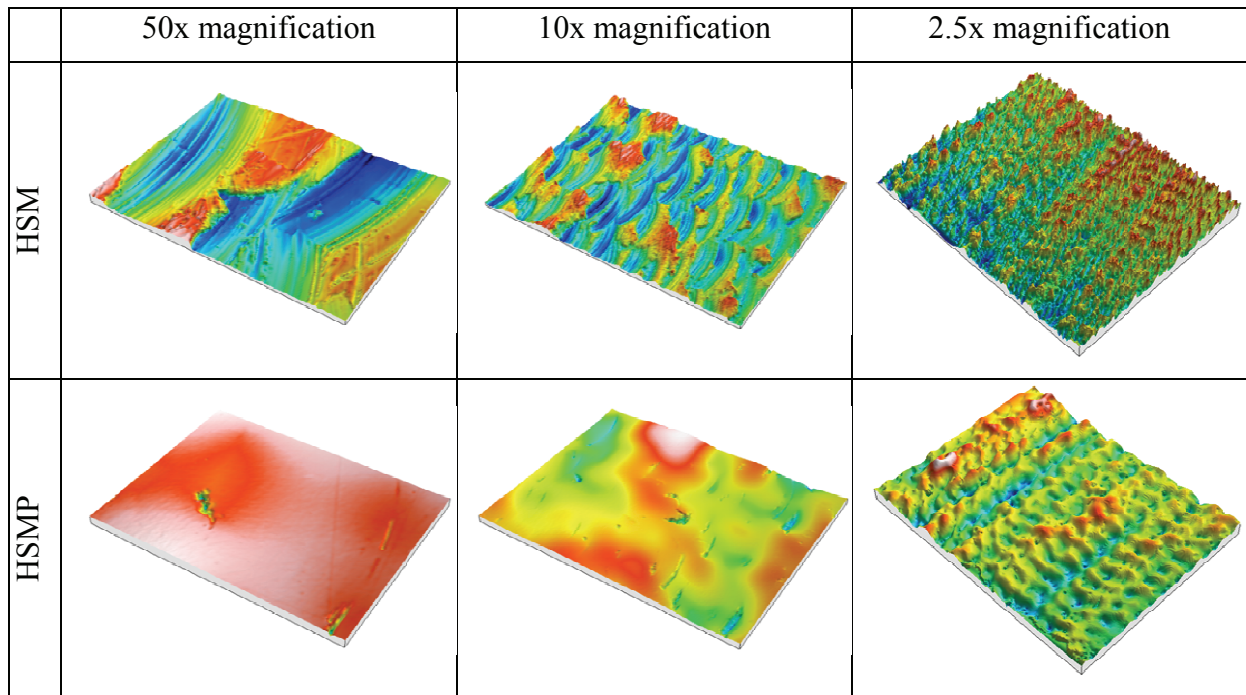 50x magnification
10x magnification
2.5x magnification
HSM
HSMP